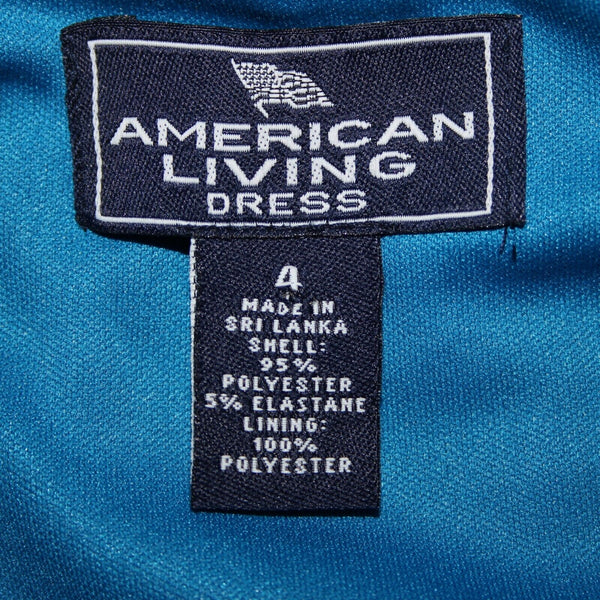 AMERICAN
LIVING
DRESS
4
MADE IN
SRI LANKA
SHELL:
95%
POLYESTER
5% ELASTANE
LINING:
100%
POLYESTER